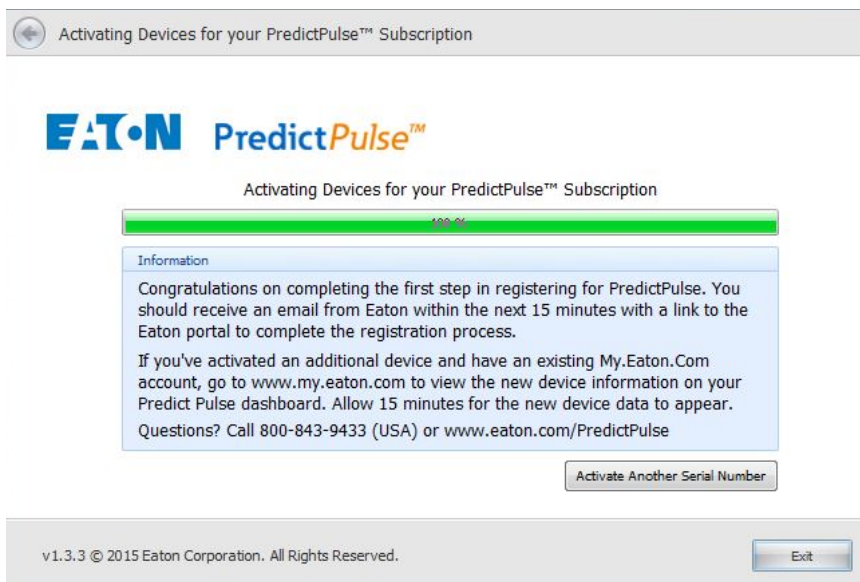 Activating Devices for your PredictPulse™ Subscription
EATON PredictPulse™
Activating Devices for your PredictPulse™ Subscription
100 %
Information
Congratulations on completing the first step in registering for PredictPulse. You
should receive an email from Eaton within the next 15 minutes with a link to the
Eaton portal to complete the registration process.
If you've activated an additional device and have an existing My.Eaton.Com
account, go to www.my.eaton.com to view the new device information on your
Predict Pulse dashboard. Allow 15 minutes for the new device data to appear.
Questions? Call 800-843-9433 (USA) or www.eaton.com/PredictPulse
Activate Another Serial Number
v1.3.3 © 2015 Eaton Corporation. All Rights Reserved.
Exit